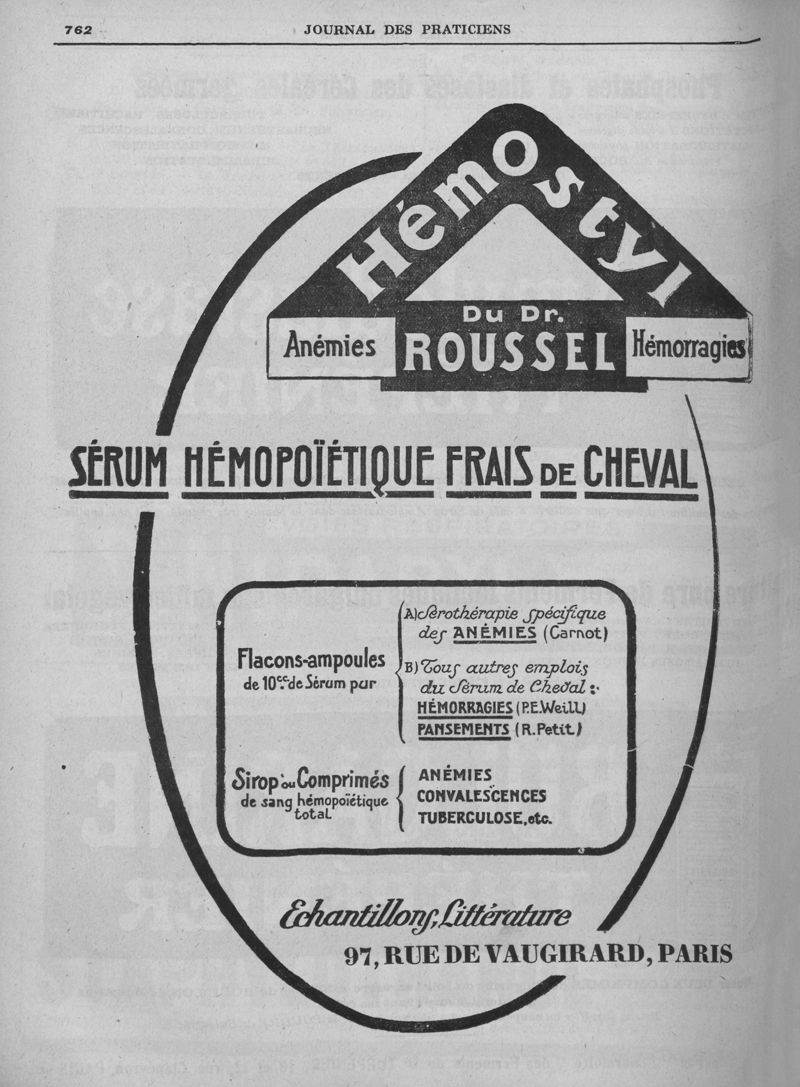 762
JOURNAL DES PRATICIENS
HémOstyl
Du Dr.
ROUSSEL
Anémies
Hémorragies
SÉRUM HÉMOPOÏÉTIQUE FRAIS DE CHEVAL
Flacons-ampoules
de 10cc de Sérum pur
A) Sérothérapie spécifique
des ANÉMIES (Carnot)
B) Tous autres emplois
du Sérum de Cheval :
HÉMORRAGIES (P.E. Weill)
PANSEMENTS (R. Petit)
Sirop ou Comprimés
de sang hémopoïétique
total
ANÉMIES
CONVALESCENCES
TUBERCULOSE, etc.
Echantillons, Littérature
97, RUE DE VAUGIRARD, PARIS